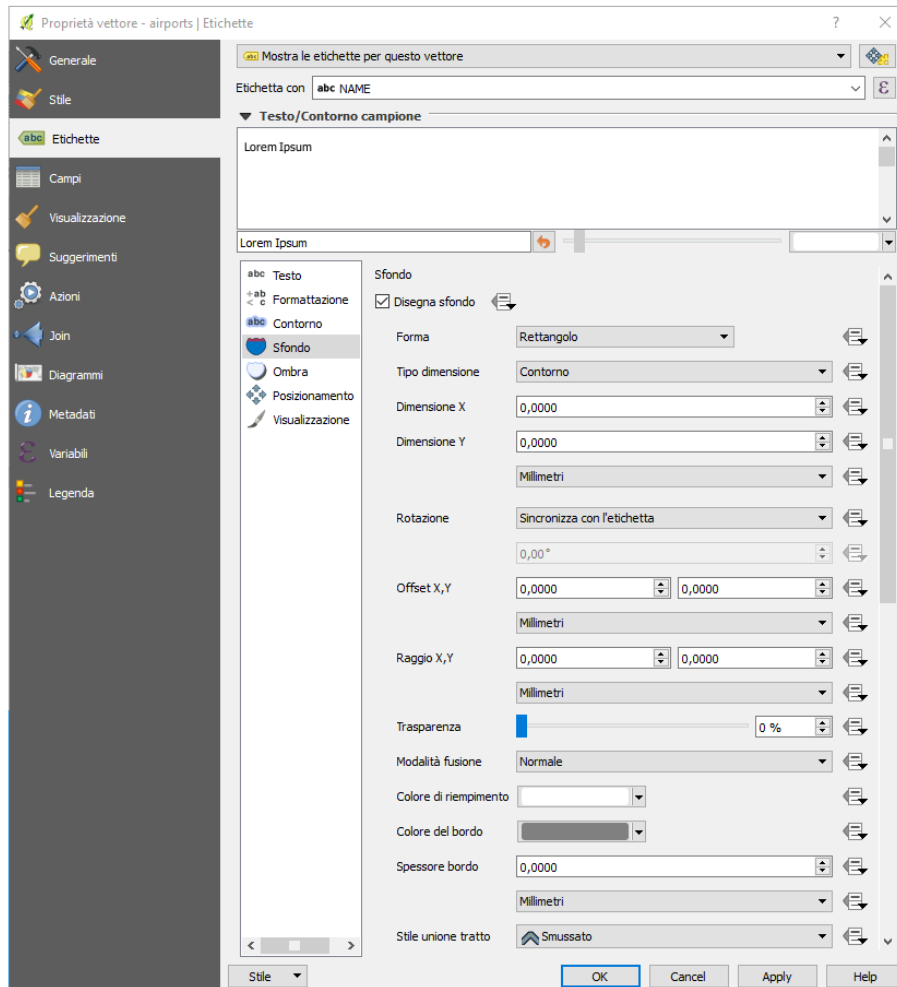 Proprietà vettore - airports | Etichette
?
Generale
Stile
abc Etichette
Campi
Visualizzazione
Suggerimenti
Azioni
Join
Diagrammi
Metadati
Variabili
Legenda
abc Mostra le etichette per questo vettore
Etichetta con abc NAME ε
Testo/Contorno campione
Lorem Ipsum
Lorem Ipsum
abc Testo
+ab < c Formattazione
abc Contorno
Sfondo
Ombra
Posizionamento
Visualizzazione
Sfondo
Disegna sfondo
Forma Rettangolo
Tipo dimensione Contorno
Dimensione X 0,0000
Dimensione Y 0,0000
Millimetri
Rotazione Sincronizza con l'etichetta
0,00°
Offset X,Y 0,0000 0,0000
Millimetri
Raggio X,Y 0,0000 0,0000
Millimetri
Trasparenza 0 %
Modalità fusione Normale
Colore di riempimento
Colore del bordo
Spessore bordo 0,0000
Millimetri
Stile unione tratto Smussato
Stile OK Cancel Apply Help